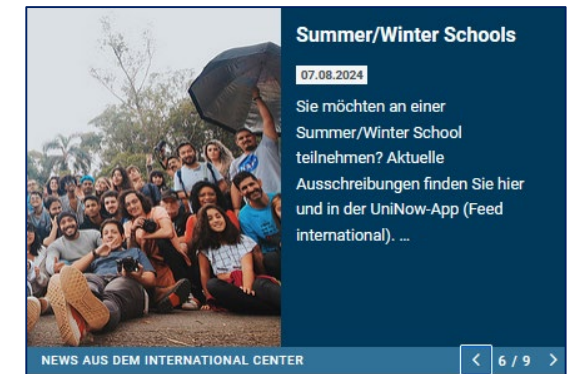 Summer/Winter Schools
07.08.2024
Sie möchten an einer
Summer/Winter School
teilnehmen? Aktuelle
Ausschreibungen finden Sie hier
und in der UniNow-App (Feed
international). ...
NEWS AUS DEM INTERNATIONAL CENTER
6 / 9